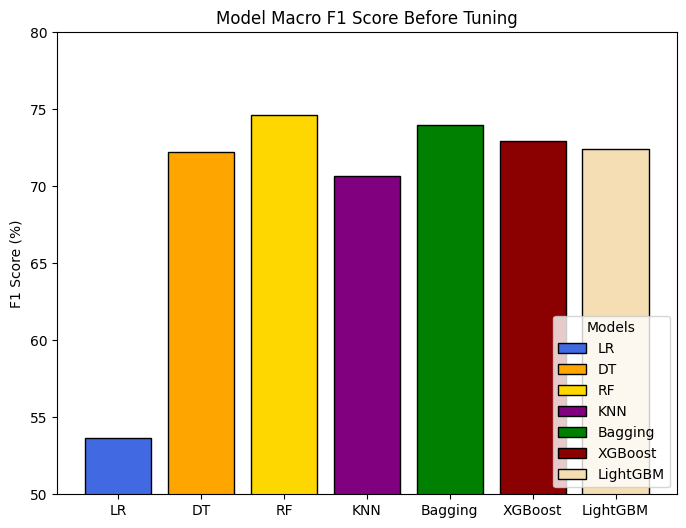 Model Macro F1 Score Before Tuning
F1 Score (%)
80
75
70
65
60
55
50
LR DT RF KNN Bagging XGBoost LightGBM
Models
LR
DT
RF
KNN
Bagging
XGBoost
LightGBM